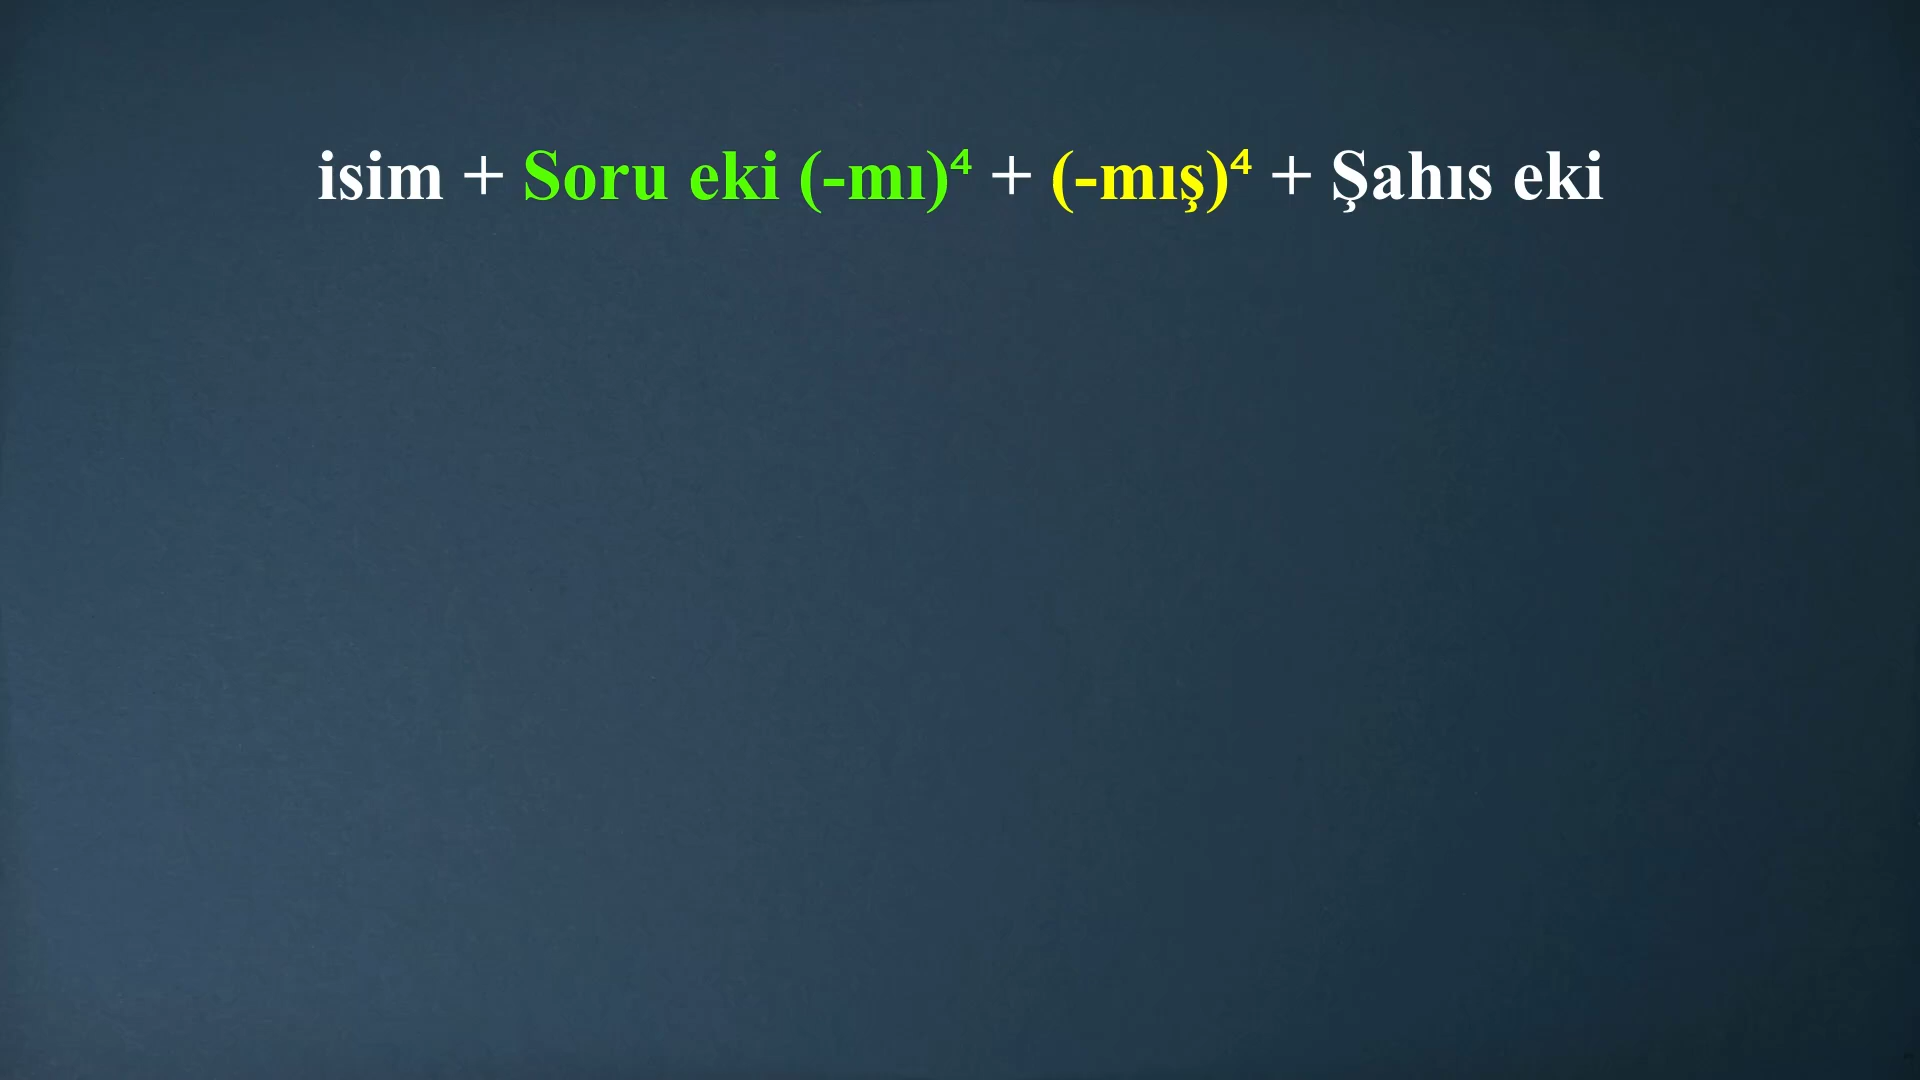 isim + Soru eki (-mı)⁴ + (-mış)⁴ + Şahıs eki